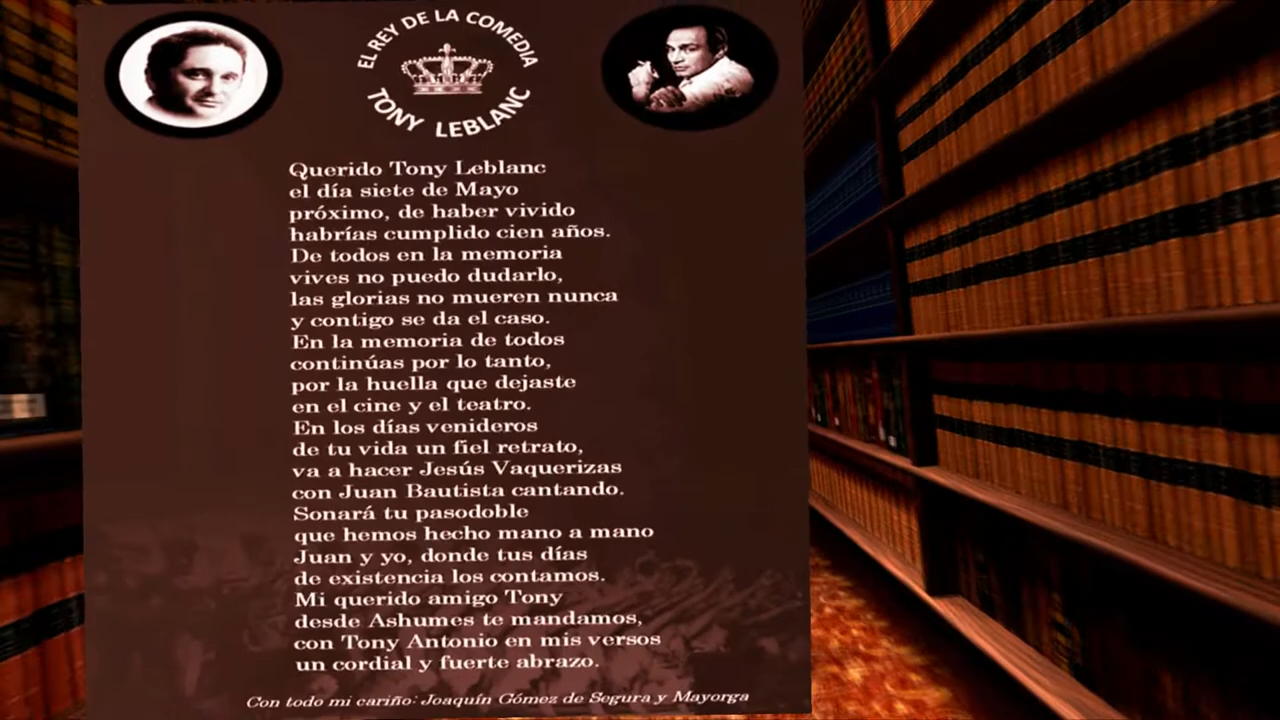 EL REY DE LA COMEDIA
TONY LEBLANC
Querido Tony Leblanc
el día siete de Mayo
próximo, de haber vivido
habrías cumplido cien años.
De todos en la memoria
vives no puedo dudarlo,
las glorias no mueren nunca
y contigo se da el caso.
En la memoria de todos
continúas por lo tanto,
por la huella que dejaste
en el cine y el teatro.
En los días venideros
de tu vida un fiel retrato,
va a hacer Jesús Vaquerizas
con Juan Bautista cantando.
Sonará tu pasodoble
que hemos hecho mano a mano
Juan y yo, donde tus días
de existencia los contamos.
Mi querido amigo Tony
desde Ashumes te mandamos,
con Tony Antonio en mis versos
un cordial y fuerte abrazo.
Con todo mi cariño: Joaquín Gómez de Segura y Mayorga